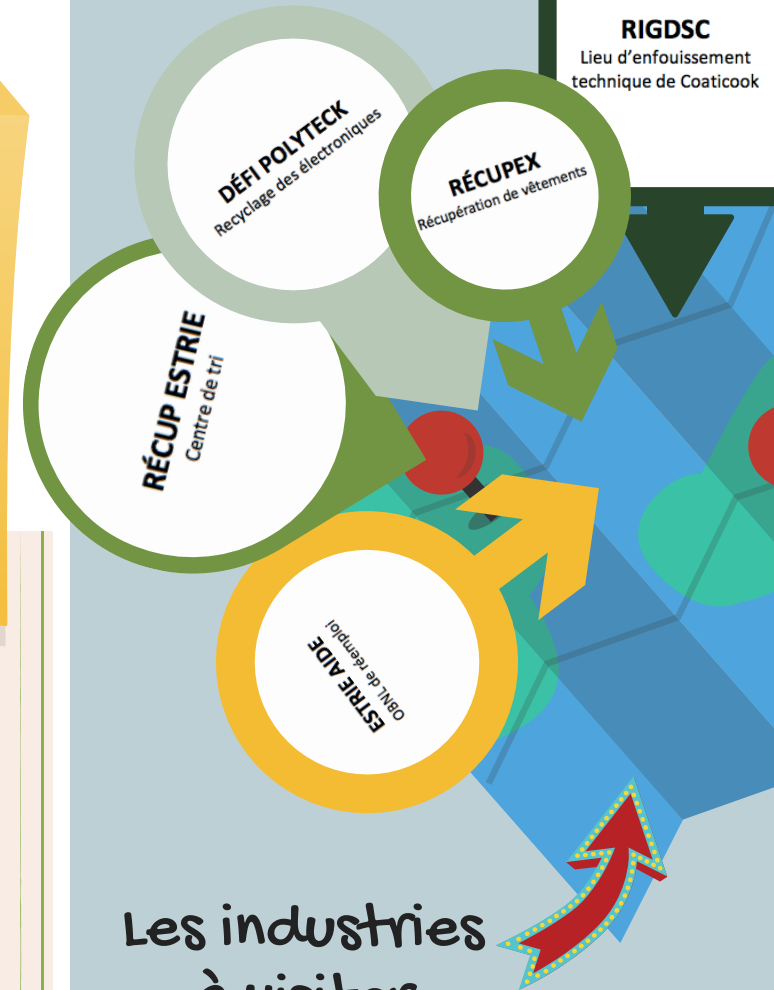 RIGDSC
Lieu d'enfouissement
technique de Coaticook
DÉFI POLYTECK
Recyclage des électroniques
RÉCUPEX
Récupération de vêtements
RÉCUP ESTRIE
Centre de tri
ESTRIE AIDE
OBNL de réemploi
Les industries
à visiter